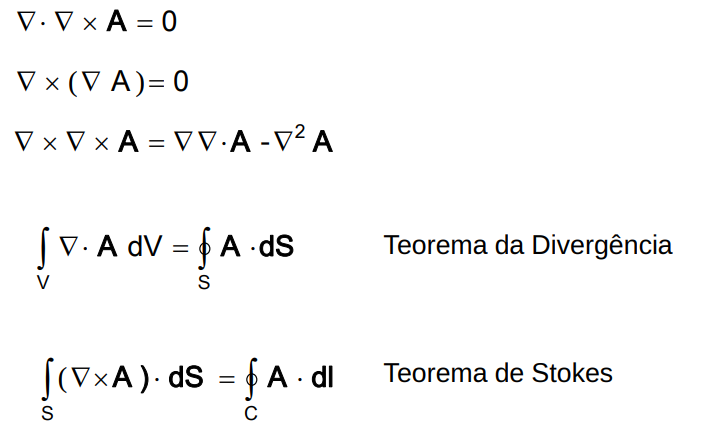 ∇· ∇ × A = 0
∇ × (∇ A)= 0
∇ × ∇ × A = ∇∇·A -∇² A
∫ ∇· A dV = ∮ A ·dS Teorema da Divergência
V S
∫(∇×A)· dS = ∮ A · dl Teorema de Stokes
S C